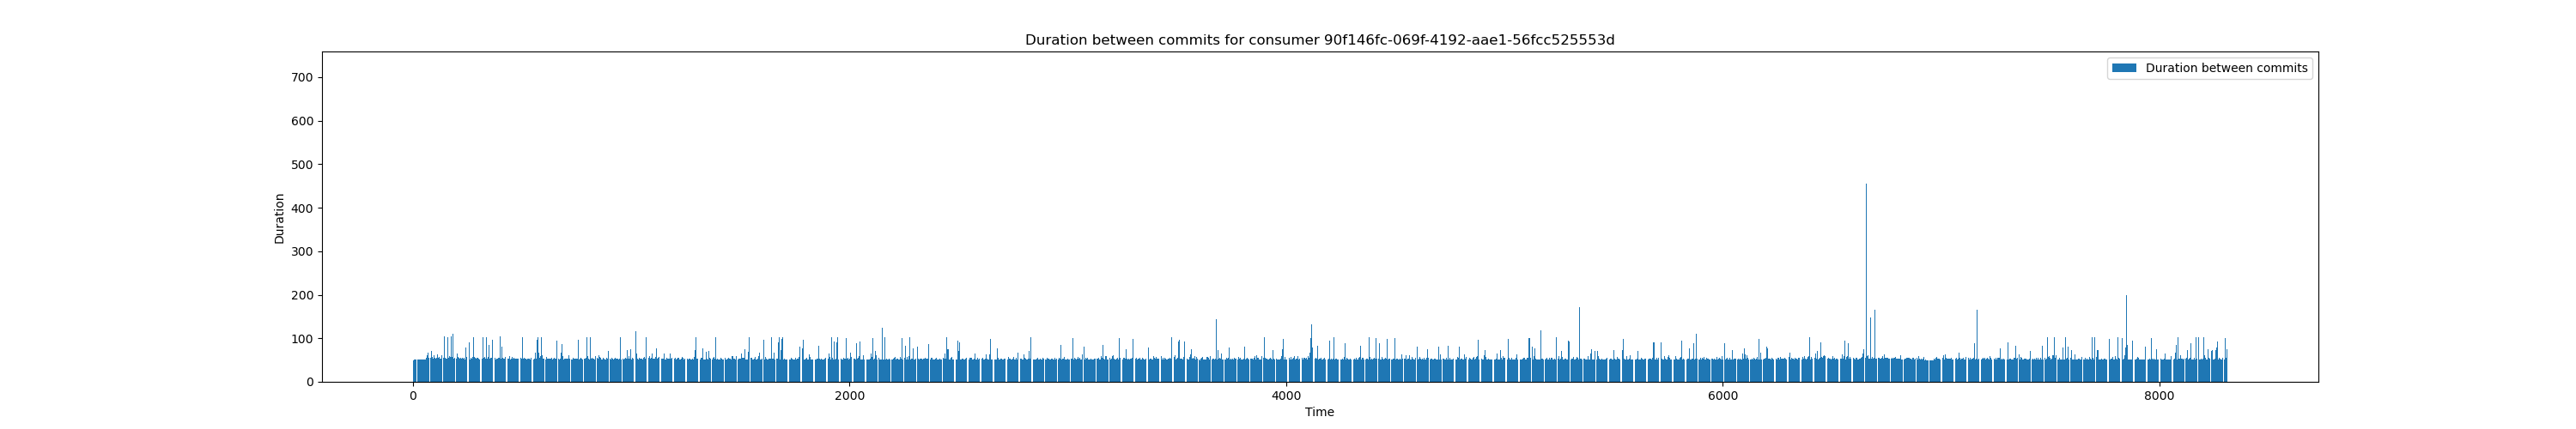 Duration between commits for consumer 90f146fc-069f-4192-aae1-56fcc525553d
Duration between commits
700
600
500
400
300
200
100
0
Duration
0 2000 4000 6000 8000
Time